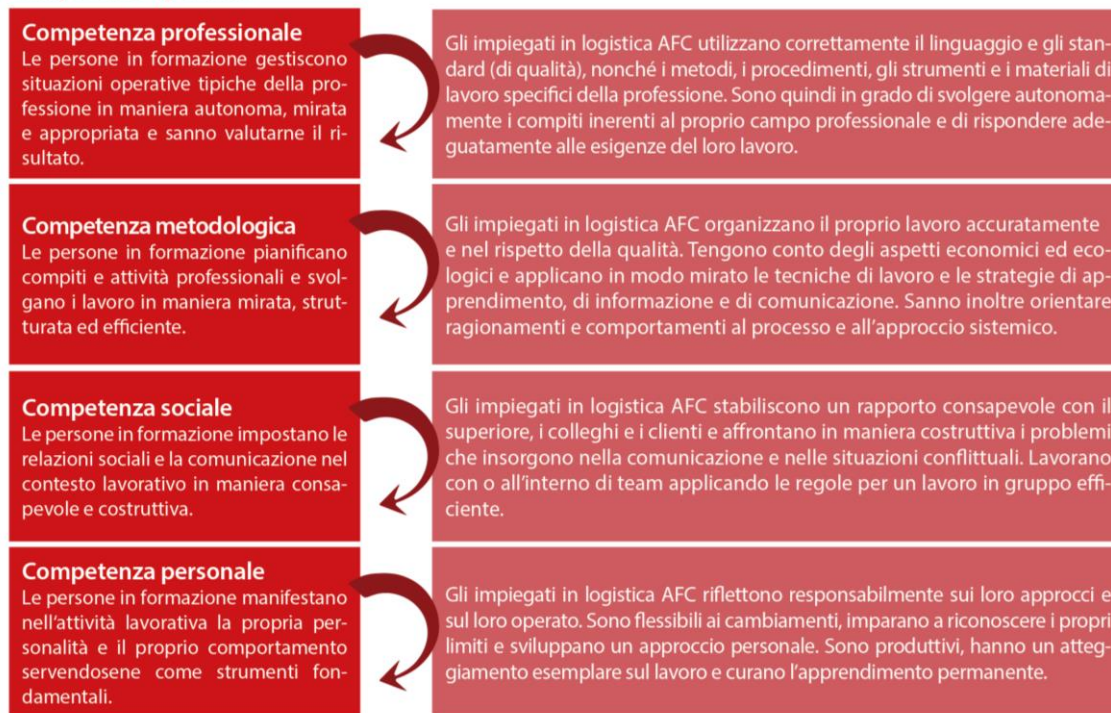 Competenza professionale
Le persone in formazione gestiscono
situazioni operative tipiche della pro-
fessione in maniera autonoma, mirata
e appropriata e sanno valutarne il ri-
sultato.
Gli impiegati in logistica AFC utilizzano correttamente il linguaggio e gli stan-
dard (di qualità), nonché i metodi, i procedimenti, gli strumenti e i materiali di
lavoro specifici della professione. Sono quindi in grado di svolgere autonoma-
mente i compiti inerenti al proprio campo professionale e di rispondere ade-
guatamente alle esigenze del loro lavoro.
Competenza metodologica
Le persone in formazione pianificano
compiti e attività professionali e svol-
gano i lavoro in maniera mirata, strut-
turata ed efficiente.
Gli impiegati in logistica AFC organizzano il proprio lavoro accuratamente
e nel rispetto della qualità. Tengono conto degli aspetti economici ed eco-
logici e applicano in modo mirato le tecniche di lavoro e le strategie di ap-
prendimento, di informazione e di comunicazione. Sanno inoltre orientare
ragionamenti e comportamenti al processo e all'approccio sistemico.
Competenza sociale
Le persone in formazione impostano le
relazioni sociali e la comunicazione nel
contesto lavorativo in maniera consa-
pevole e costruttiva.
Gli impiegati in logistica AFC stabiliscono un rapporto consapevole con il
superiore, i colleghi e i clienti e affrontano in maniera costruttiva i problemi
che insorgono nella comunicazione e nelle situazioni conflittuali. Lavorano
con o all'interno di team applicando le regole per un lavoro in gruppo effi-
ciente.
Competenza personale
Le persone in formazione manifestano
nell'attività lavorativa la propria per-
sonalità e il proprio comportamento
servendosene come strumenti fon-
damentali.
Gli impiegati in logistica AFC riflettono responsabilmente sui loro approcci e
sul loro operato. Sono flessibili ai cambiamenti, imparano a riconoscere i propri
limiti e sviluppano un approccio personale. Sono produttivi, hanno un atteg-
giamento esemplare sul lavoro e curano l'apprendimento permanente.